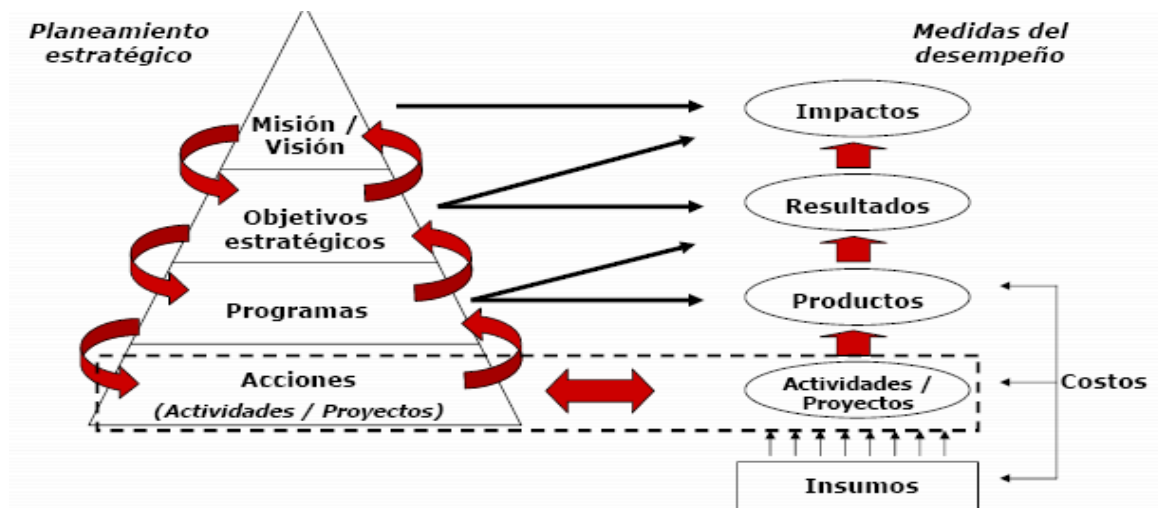 Planeamiento
estratégico
Medidas del
desempeño
Misión /
Visión
Objetivos
estratégicos
Programas
Acciones
(Actividades / Proyectos)
Impactos
Resultados
Productos
Actividades /
Proyectos
Costos
Insumos